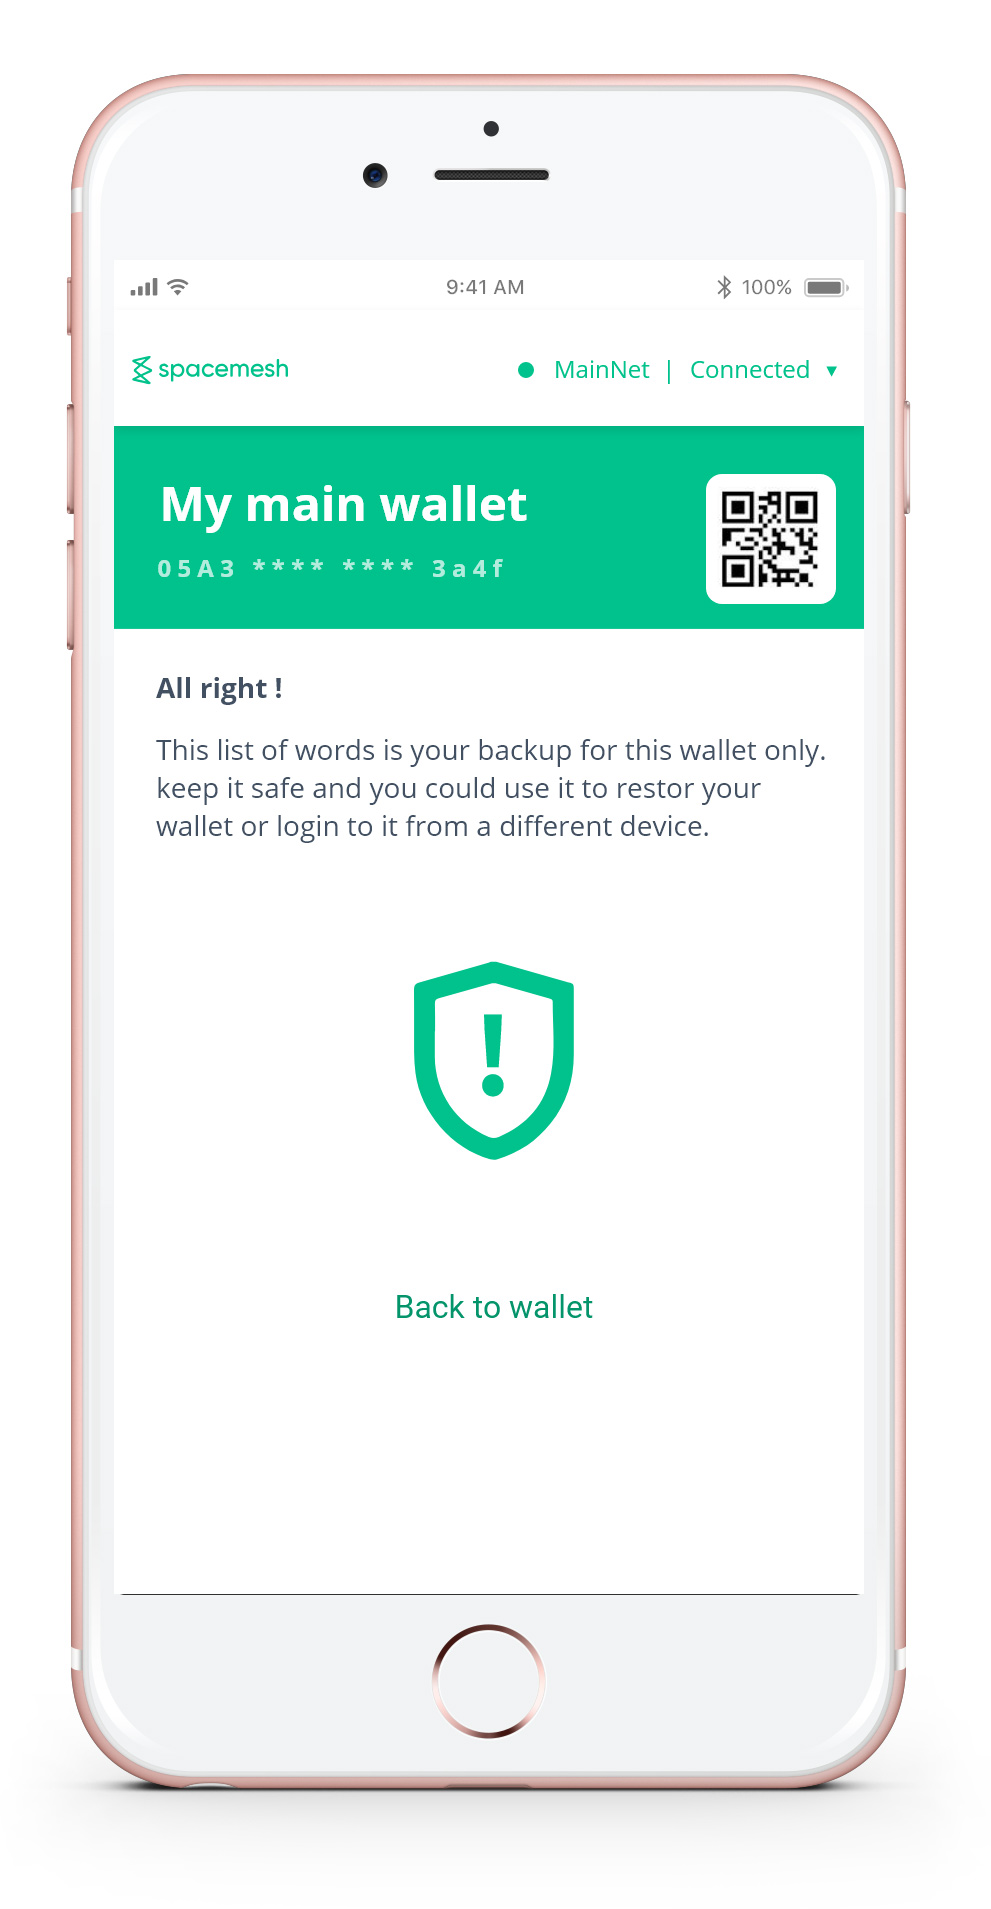 9:41 AM 100%
spacemesh MainNet | Connected ▾
My main wallet
05A3 **** **** 3a4f
All right !
This list of words is your backup for this wallet only.
keep it safe and you could use it to restor your
wallet or login to it from a different device.
!
Back to wallet